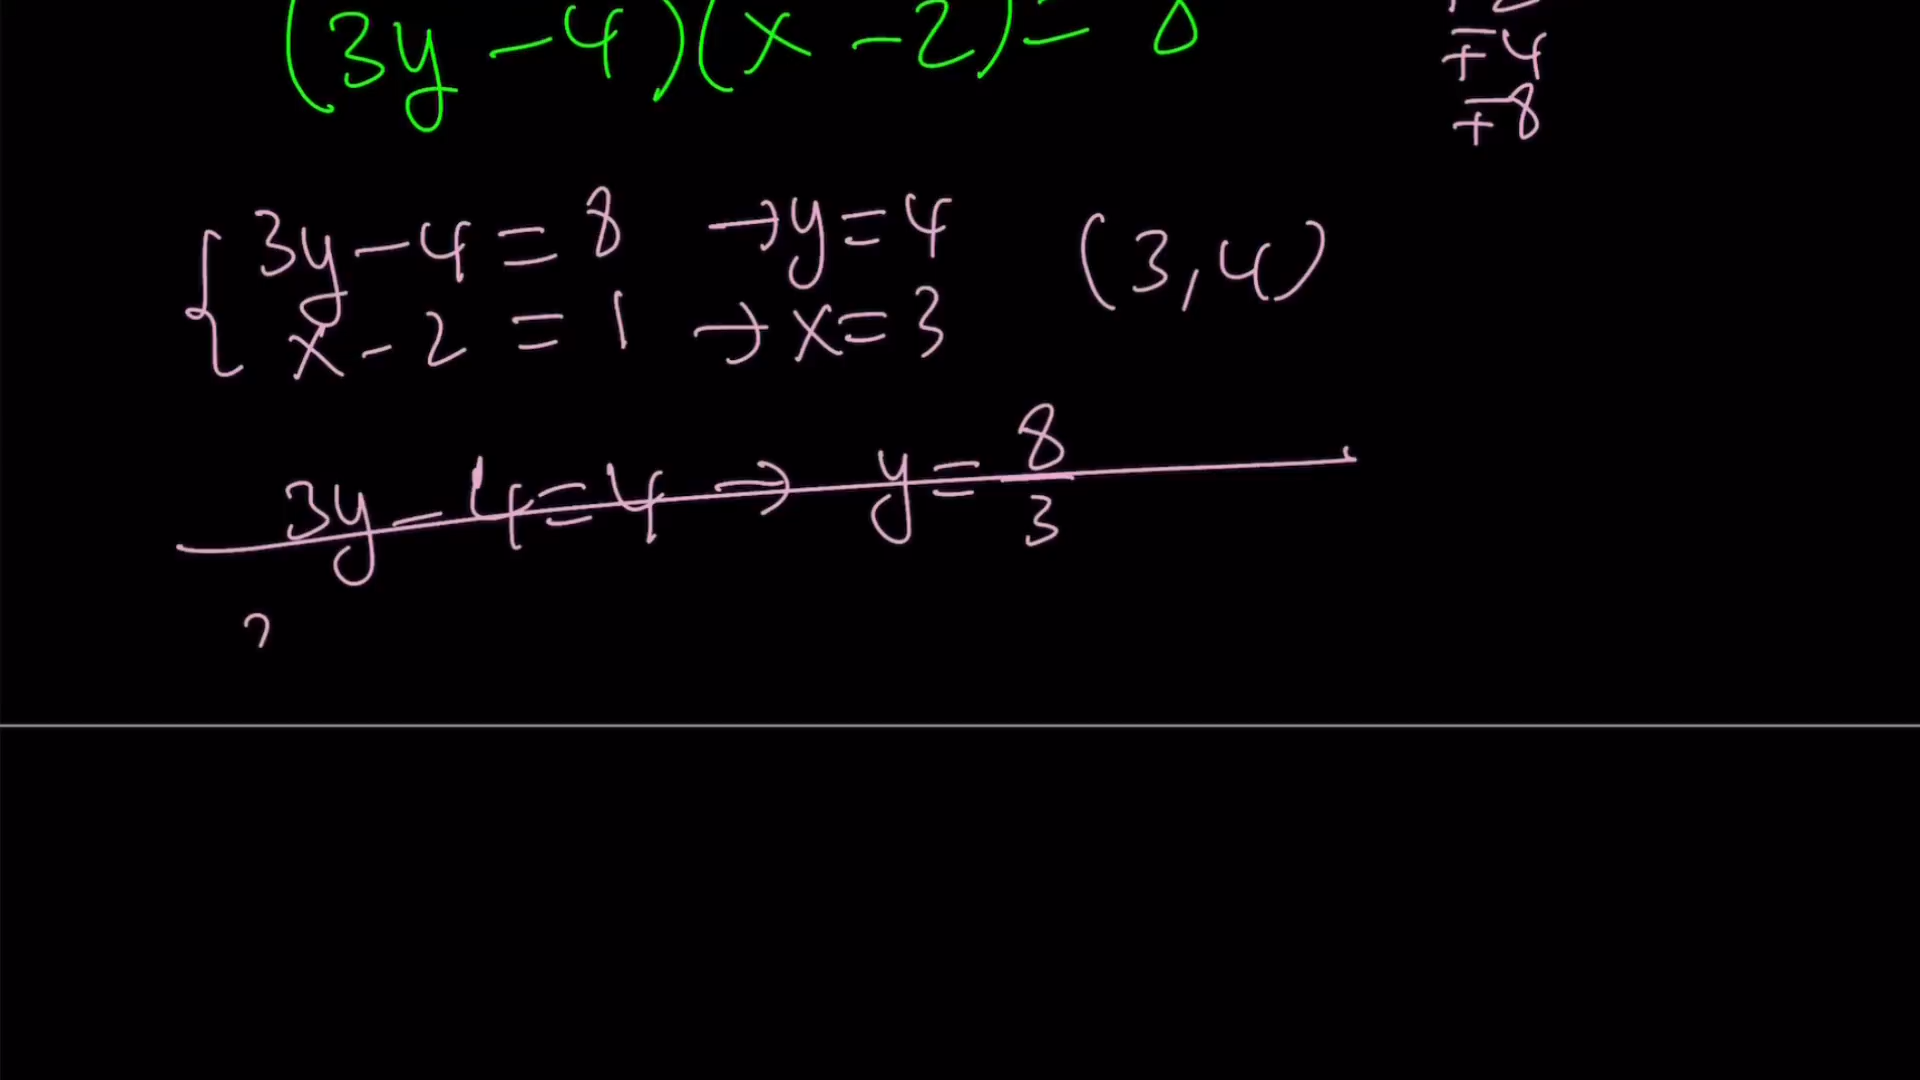 (3y - 4)(x - 2) = 8
∓4
∓8
3y - 4 = 8 → y = 4 (3, 4)
x - 2 = 1 → x = 3
3y - 4 = 4 → y = 8/3